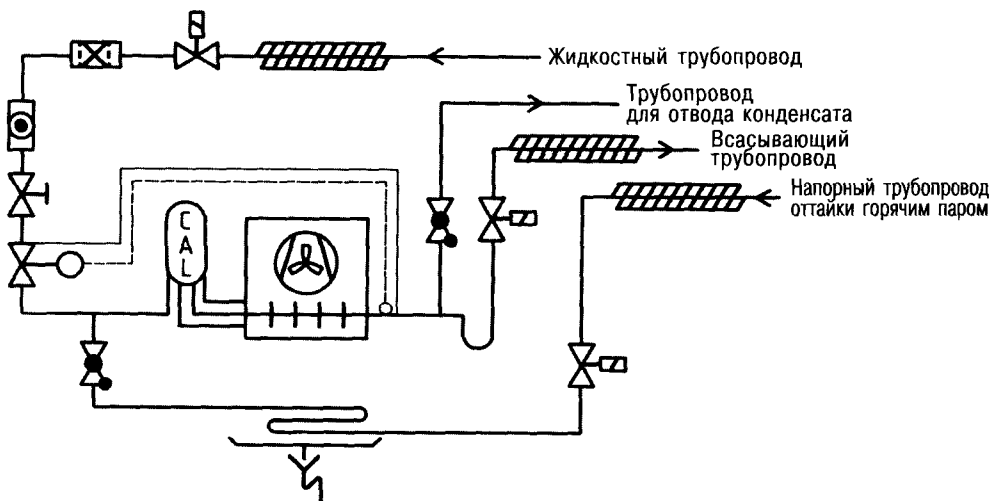 Жидкостный трубопровод
Трубопровод
для отвода конденсата
Всасывающий
трубопровод
Напорный трубопровод
оттайки горячим паром
C
A
L